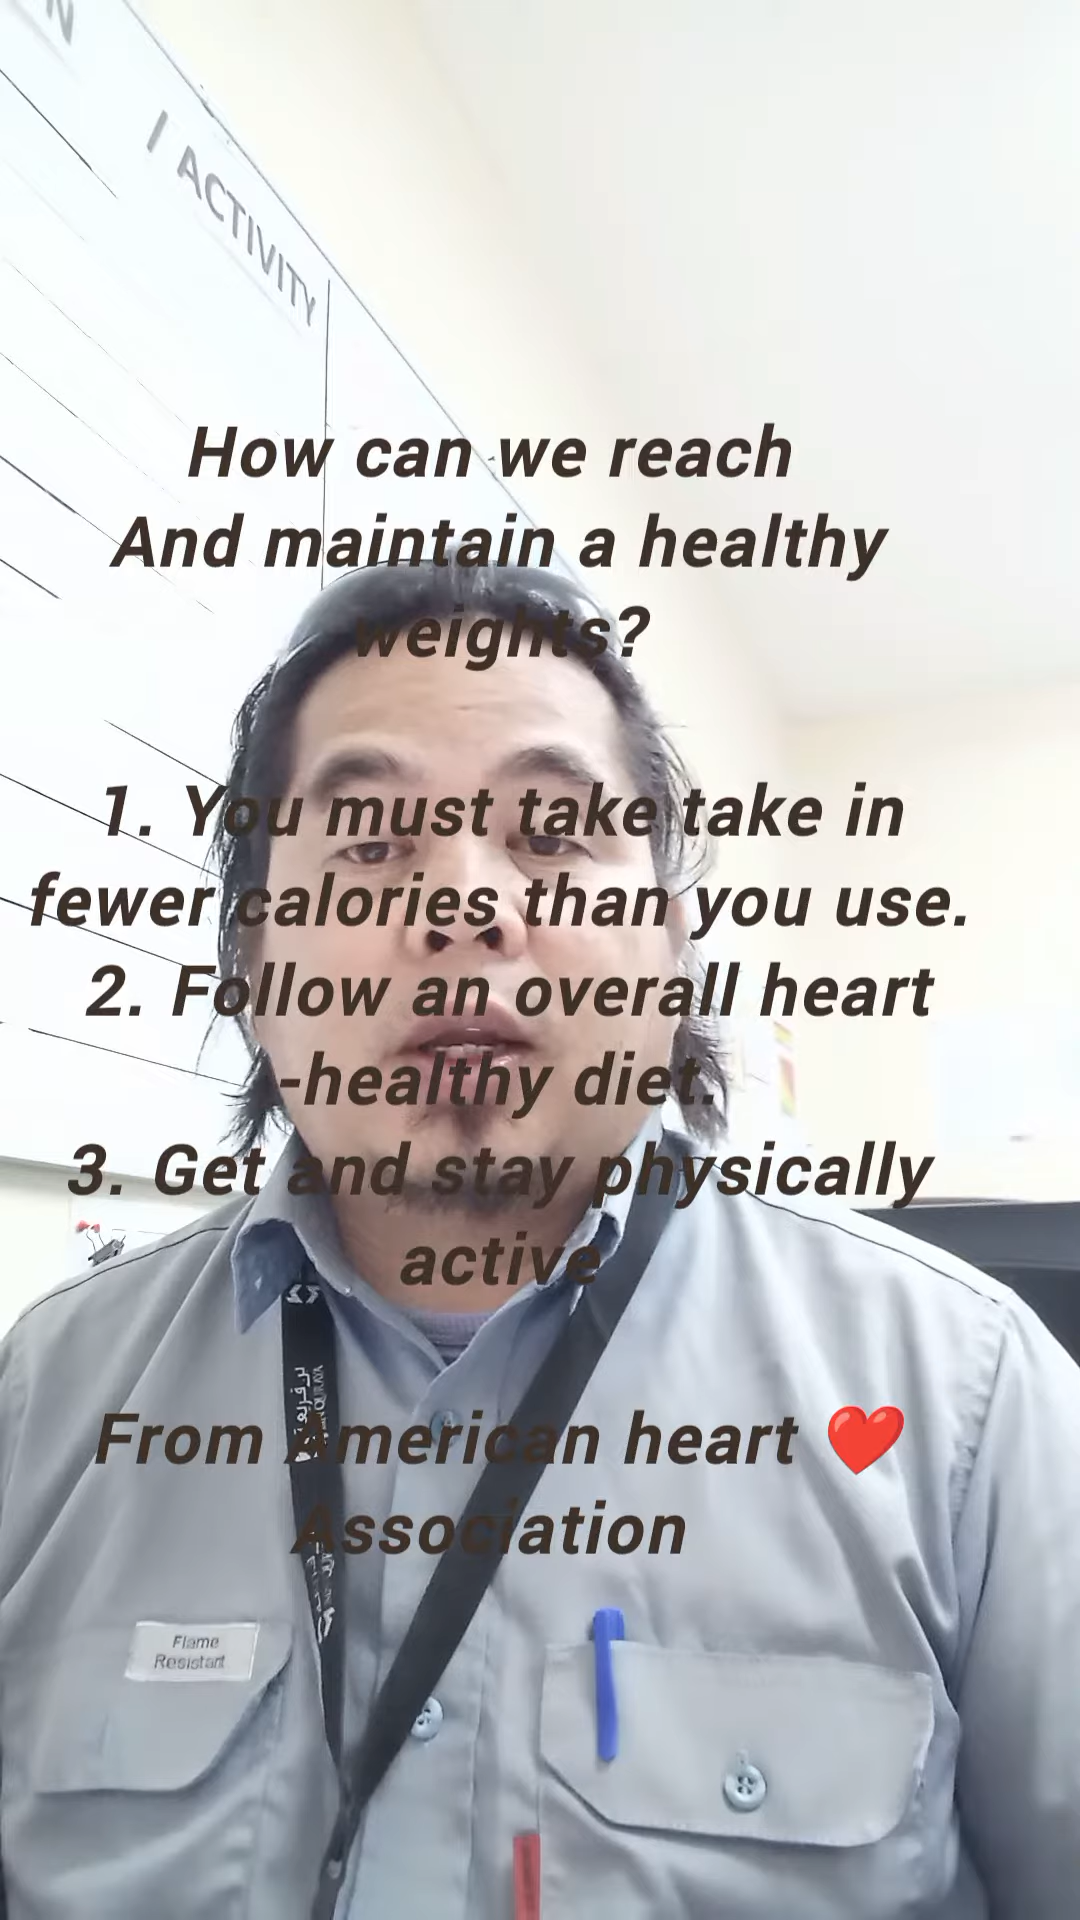 N
/ ACTIVITY
How can we reach
And maintain a healthy
weights?
1. You must take take in
fewer calories than you use.
2. Follow an overall heart
-healthy diet.
3. Get and stay physically
active
From American heart ❤️
Association
Flame
Resistant